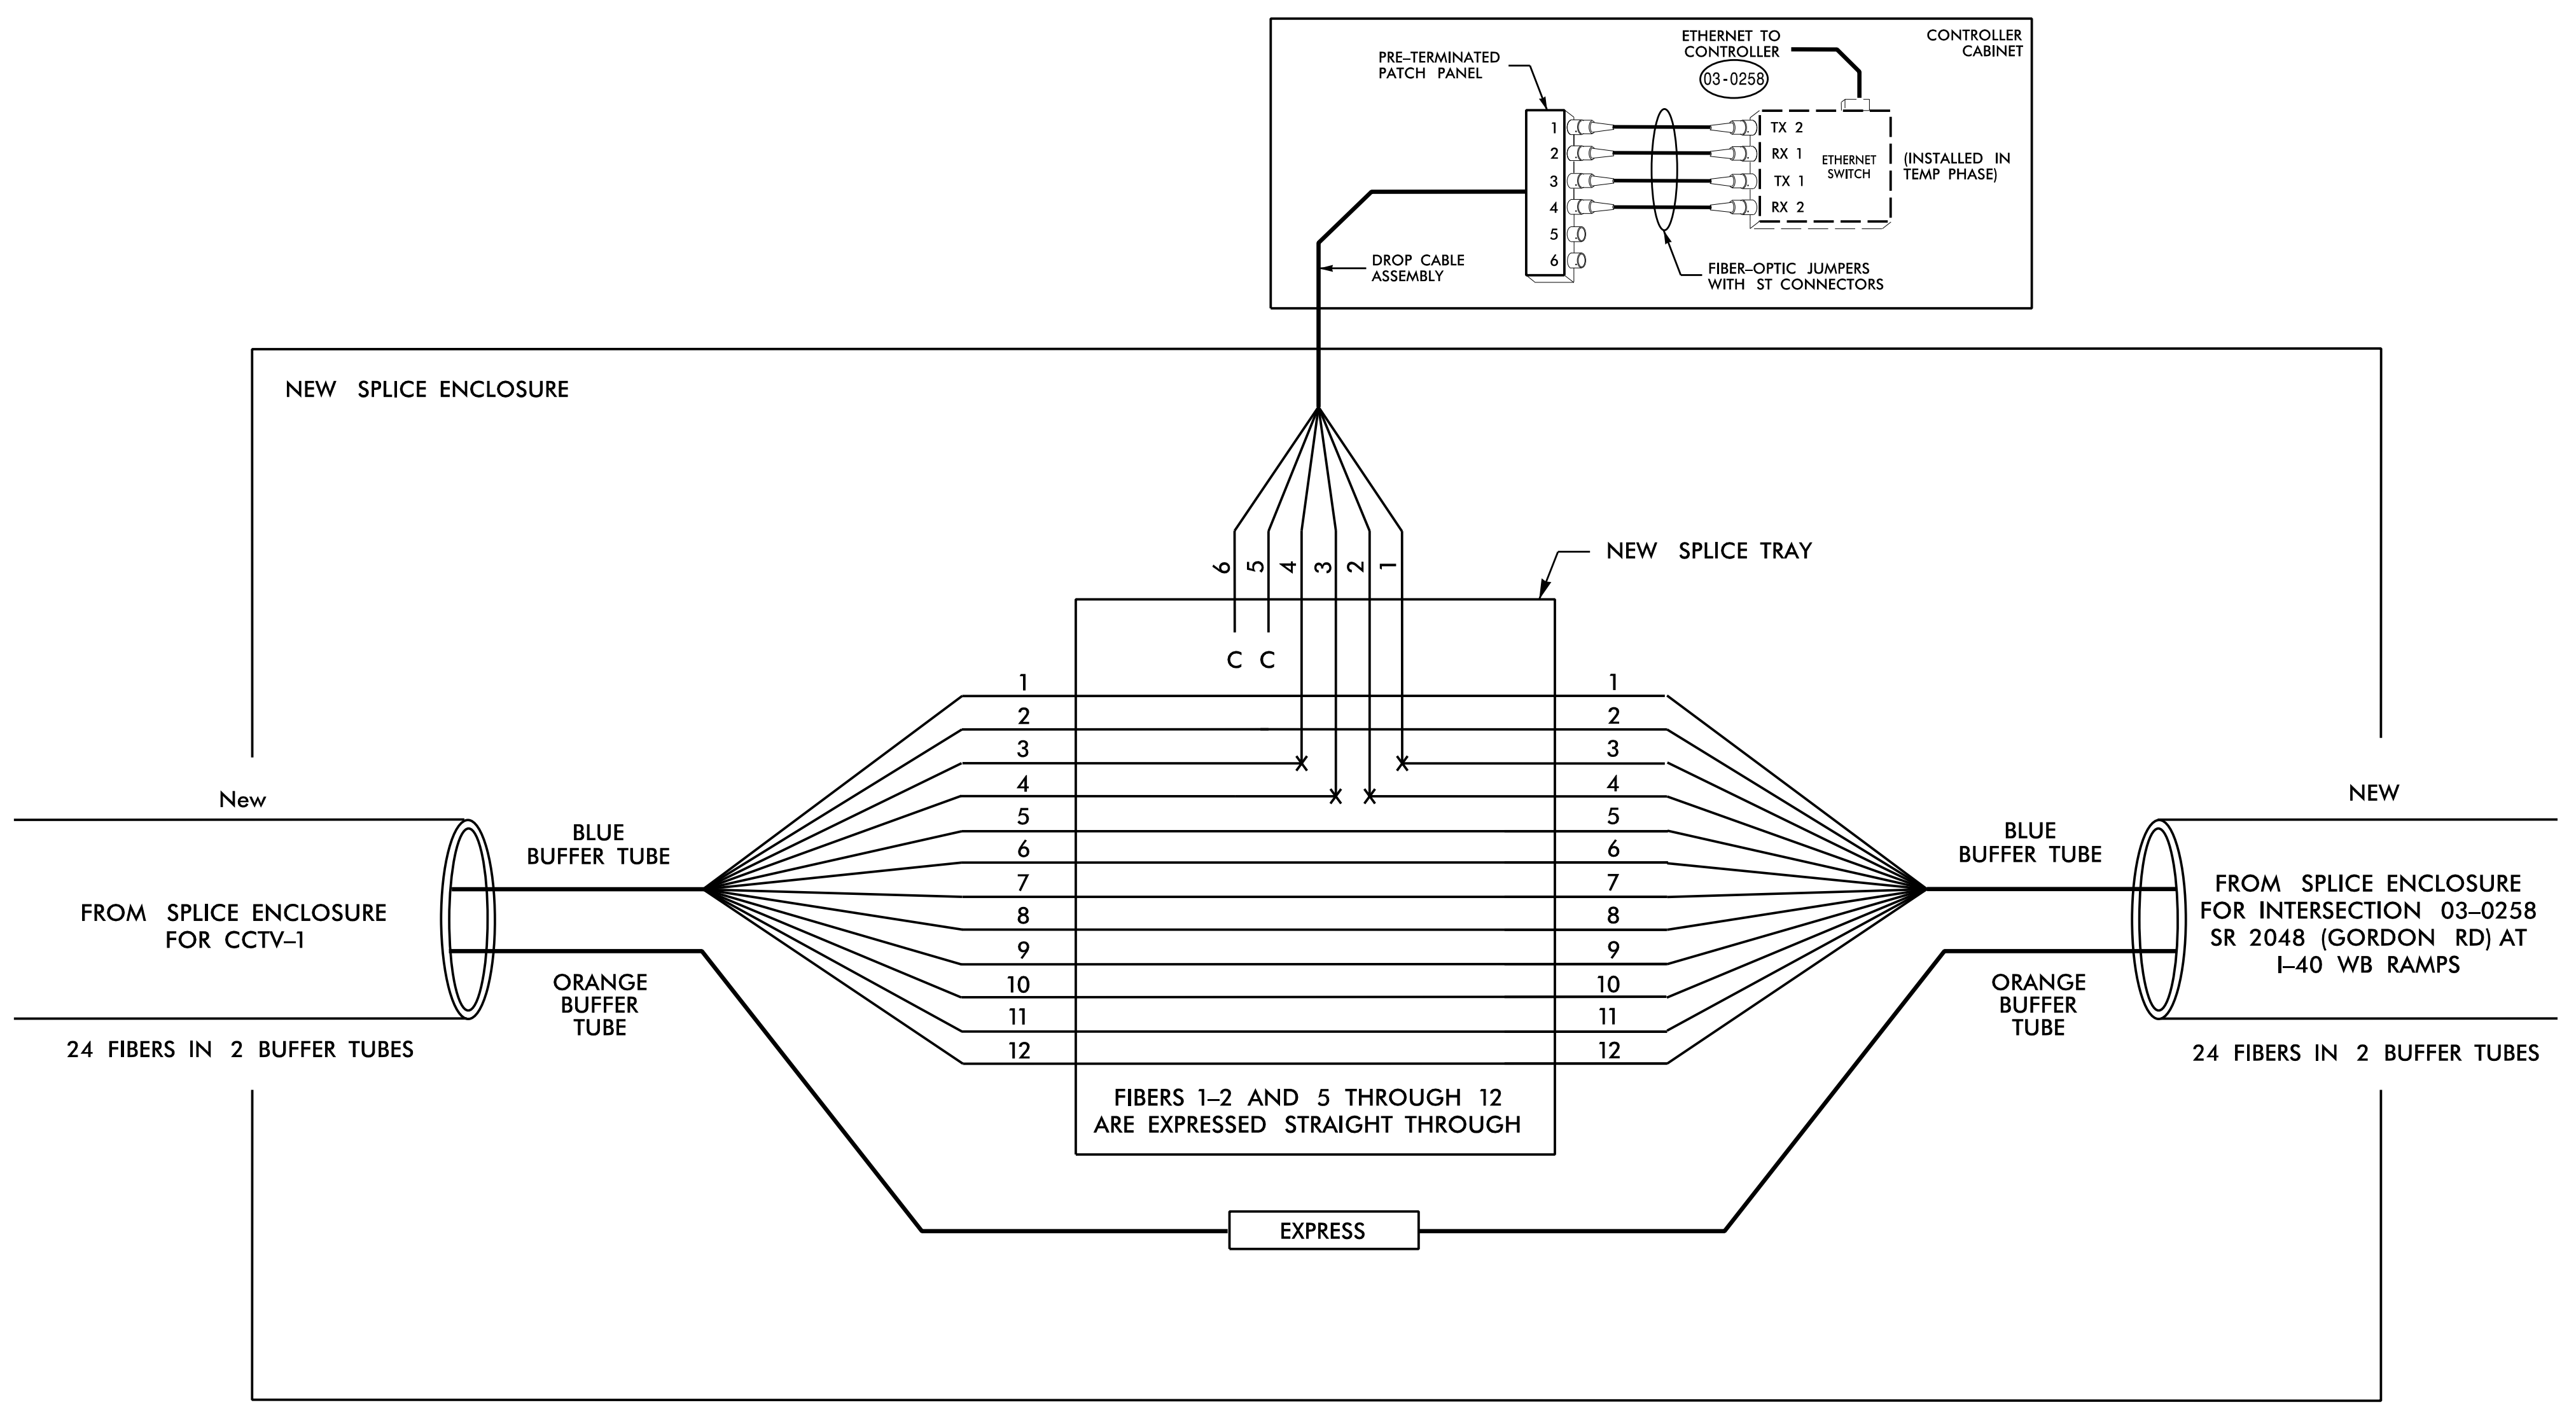 ETHERNET TO
CONTROLLER
03-0258
CONTROLLER
CABINET
PRE-TERMINATED
PATCH PANEL
1
2
3
4
5
6
TX 2
RX 1
TX 1
RX 2
ETHERNET
SWITCH
(INSTALLED IN
TEMP PHASE)
DROP CABLE
ASSEMBLY
FIBER-OPTIC JUMPERS
WITH ST CONNECTORS
NEW SPLICE ENCLOSURE
6 5 4 3 2 1
NEW SPLICE TRAY
C C
1 1
2 2
3 3
4 4
5 5
6 6
7 7
8 8
9 9
10 10
11 11
12 12
FIBERS 1-2 AND 5 THROUGH 12
ARE EXPRESSED STRAIGHT THROUGH
New
BLUE
BUFFER TUBE
FROM SPLICE ENCLOSURE
FOR CCTV-1
ORANGE
BUFFER
TUBE
24 FIBERS IN 2 BUFFER TUBES
NEW
BLUE
BUFFER TUBE
FROM SPLICE ENCLOSURE
FOR INTERSECTION 03-0258
SR 2048 (GORDON RD) AT
I-40 WB RAMPS
ORANGE
BUFFER
TUBE
24 FIBERS IN 2 BUFFER TUBES
EXPRESS